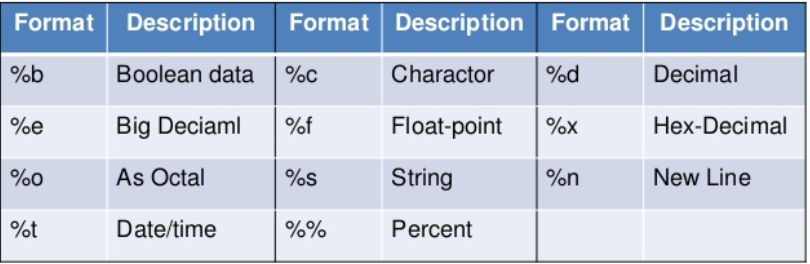 Format Description Format Description Format Description
%b Boolean data %c Charactor %d Decimal
%e Big Deciaml %f Float-point %x Hex-Decimal
%o As Octal %s String %n New Line
%t Date/time %% Percent